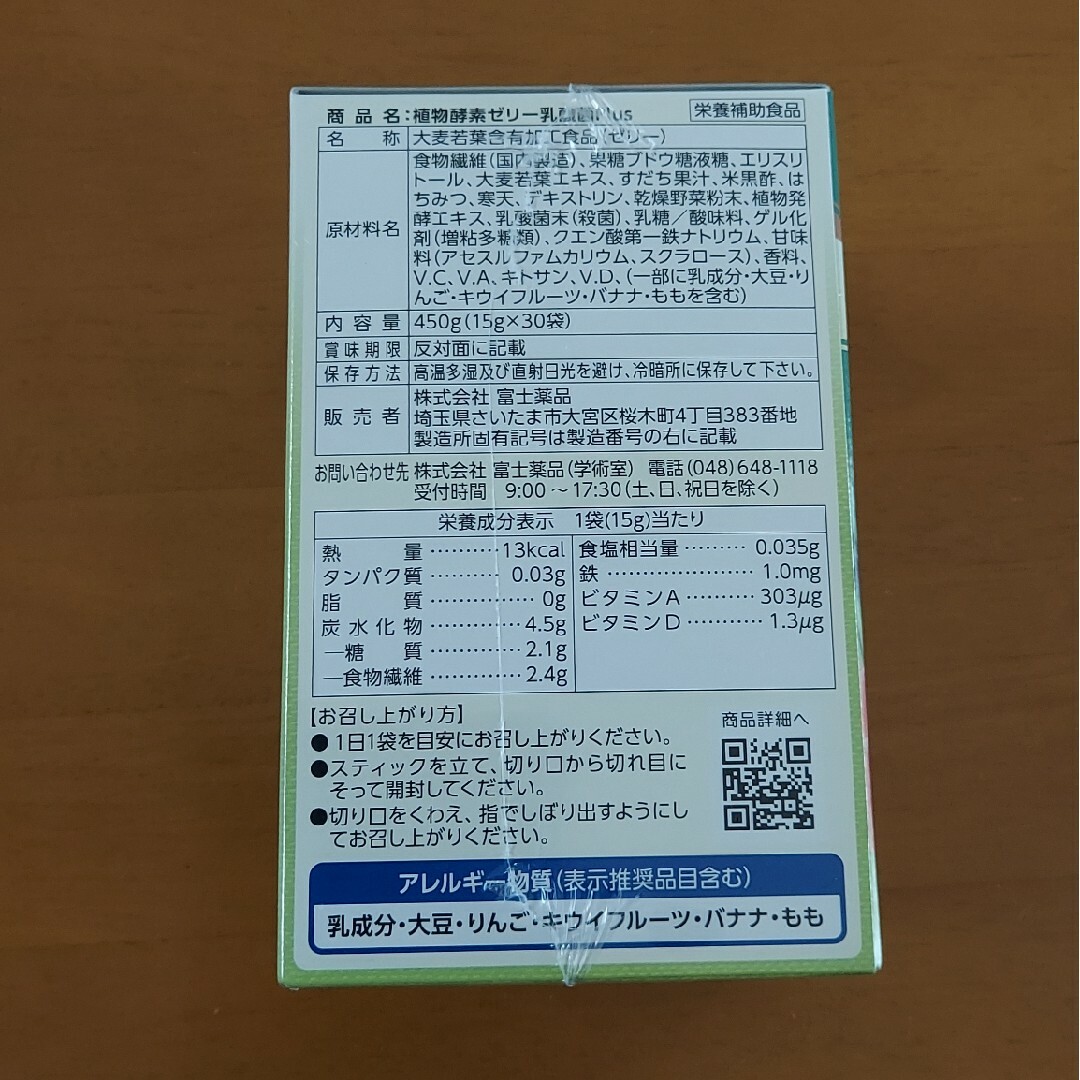 商品名:植物酵素ゼリー乳酸菌Plus
栄養補助食品
名称 大麦若葉含有加工食品(ゼリー)
原材料名
食物繊維(国内製造)、果糖ブドウ糖液糖、エリスリ
トール、大麦若葉エキス、すだち果汁、米黒酢、は
ちみつ、寒天、デキストリン、乾燥野菜粉末、植物発
酵エキス、乳酸菌末(殺菌)、乳糖/酸味料、ゲル化
剤(増粘多糖類)、クエン酸第一鉄ナトリウム、甘味
料(アセスルファムカリウム、スクラロース)、香料、
V.C、V.A、キトサン、V.D、(一部に乳成分・大豆・り
んご・キウイフルーツ・バナナ・ももを含む)
内容量 450g(15g×30袋)
賞味期限 反対面に記載
保存方法 高温多湿及び直射日光を避け、冷暗所に保存して下さい。
販売者
株式会社 富士薬品
埼玉県さいたま市大宮区桜木町4丁目383番地
製造所固有記号は製造番号の右に記載
お問い合わせ先 株式会社 富士薬品(学術室) 電話(048)648-1118
受付時間 9:00~17:30(土、日、祝日を除く)
栄養成分表示 1袋(15g)当たり
熱量 ・・・・・・・・・・ 13kcal
タンパク質 ・・・・・・・・・・ 0.03g
脂質 ・・・・・・・・・・・・・・・ 0g
炭水化物 ・・・・・・・・・・・・・ 4.5g
―糖質 ・・・・・・・・・・・・・ 2.1g
―食物繊維 ・・・・・・・・・・・・・ 2.4g
食塩相当量 ・・・・・・・・・ 0.035g
鉄 ・・・・・・・・・・・・・・・・・・・・・ 1.0mg
ビタミンA ・・・・・・・・・・ 303μg
ビタミンD ・・・・・・・・・・・ 1.3μg
【お召し上がり方】
●1日1袋を目安にお召し上がりください。
●スティックを立て、切り口から切れ目に
そって開封してください。
●切り口をくわえ、指でしぼり出すようにし
てお召し上がりください。
商品詳細へ
アレルギー物質(表示推奨品目含む)
乳成分・大豆・りんご・キウイフルーツ・バナナ・もも